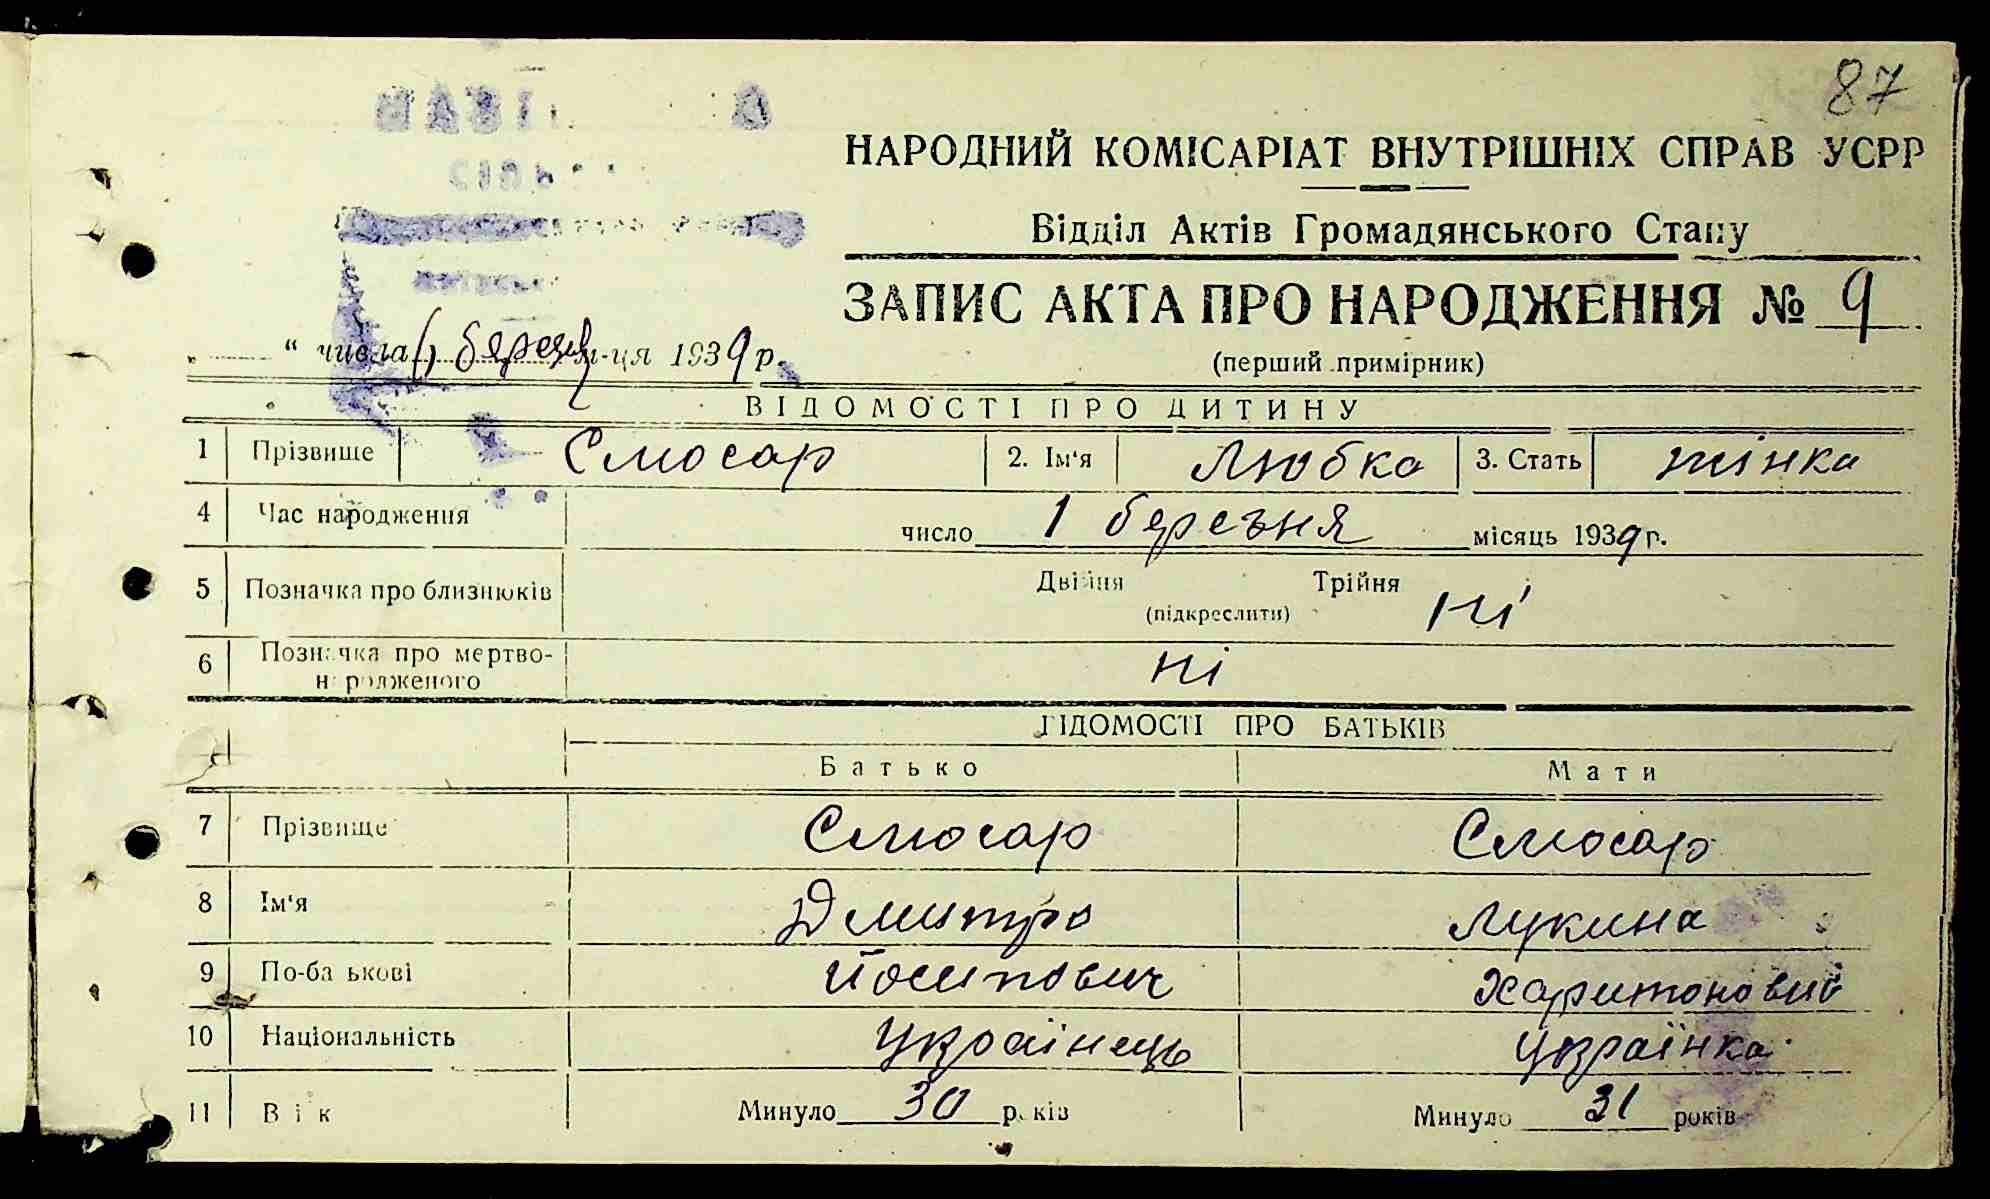 87
НАРОДНИЙ КОМІСАРІАТ ВНУТРІШНІХ СПРАВ УСРР
Відділ Актів Громадянського Стану
ЗАПИС АКТА ПРО НАРОДЖЕННЯ № 9
(перший примірник)
" числа березня м-ця 1939 р.
ВІДОМОСТІ ПРО ДИТИНУ
1 Прізвище Слюсар 2. Ім'я Любка 3. Стать жінка
4 Час народження число 1 березня місяць 1939 г.
5 Позначка про близнюків Двійня Трійня ні
(підкреслити)
6 Позначка про мертво-
народженого ні
ВІДОМОСТІ ПРО БАТЬКІВ
Батько Мати
7 Прізвище Слюсар Слюсар
8 Ім'я Дмитро Лукина
9 По-батькові Йосипович Харитоновна
10 Національність Українець Українка
11 Вік Минуло 30 років Минуло 31 років